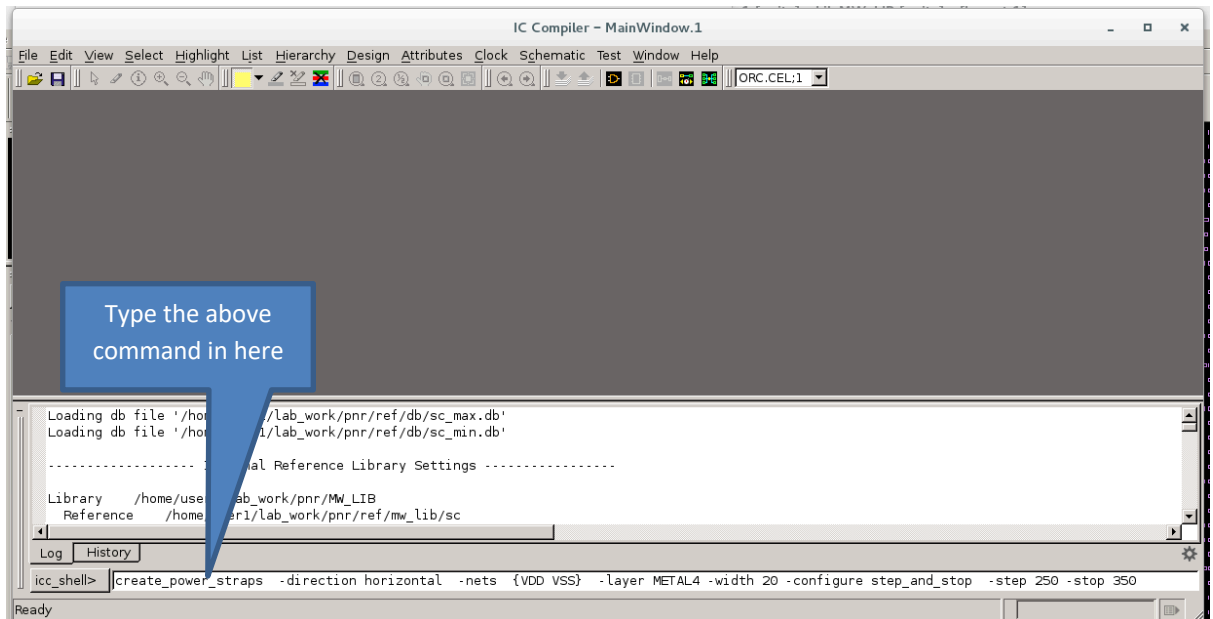 IC Compiler – MainWindow.1
File Edit View Select Highlight List Hierarchy Design Attributes Clock Schematic Test Window Help
ORC.CEL;1
Type the above
command in here
Loading db file '/ho /lab_work/pnr/ref/db/sc_max.db'
Loading db file '/ho 1/lab_work/pnr/ref/db/sc_min.db'
------------------- Reference Library Settings -----------------
Library /home/use ab_work/pnr/MW_LIB
Reference /home/ er1/lab_work/pnr/ref/mw_lib/sc
Log History
icc_shell> create_power_straps -direction horizontal -nets {VDD VSS} -layer METAL4 -width 20 -configure step_and_stop -step 250 -stop 350
Ready